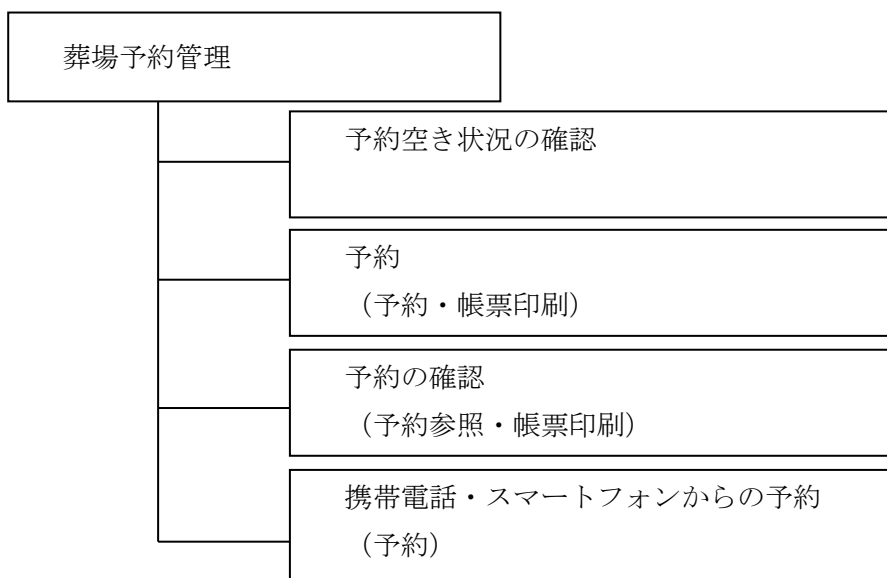 葬場予約管理
予約空き状況の確認
予約
（予約・帳票印刷）
予約の確認
（予約参照・帳票印刷）
携帯電話・スマートフォンからの予約
（予約）